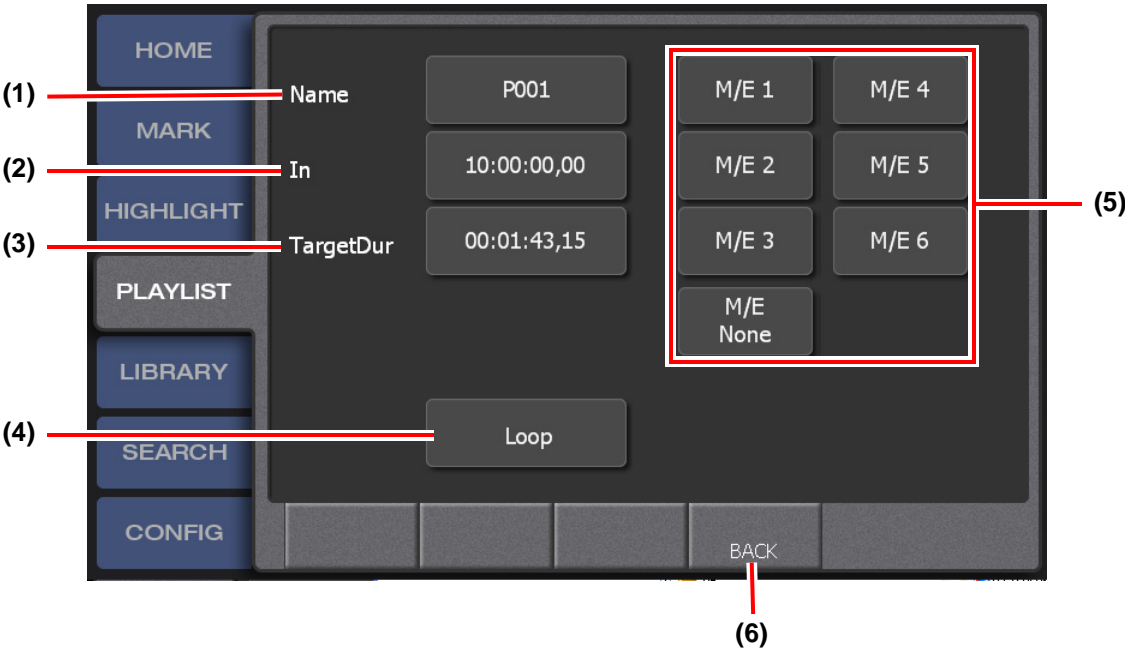 HOME
MARK
HIGHLIGHT
PLAYLIST
LIBRARY
SEARCH
CONFIG
(1)
Name
P001
(2)
In
10:00:00,00
(3)
TargetDur
00:01:43,15
(4)
Loop
M/E 1
M/E 4
M/E 2
M/E 5
M/E 3
M/E 6
M/E
None
(5)
BACK
(6)